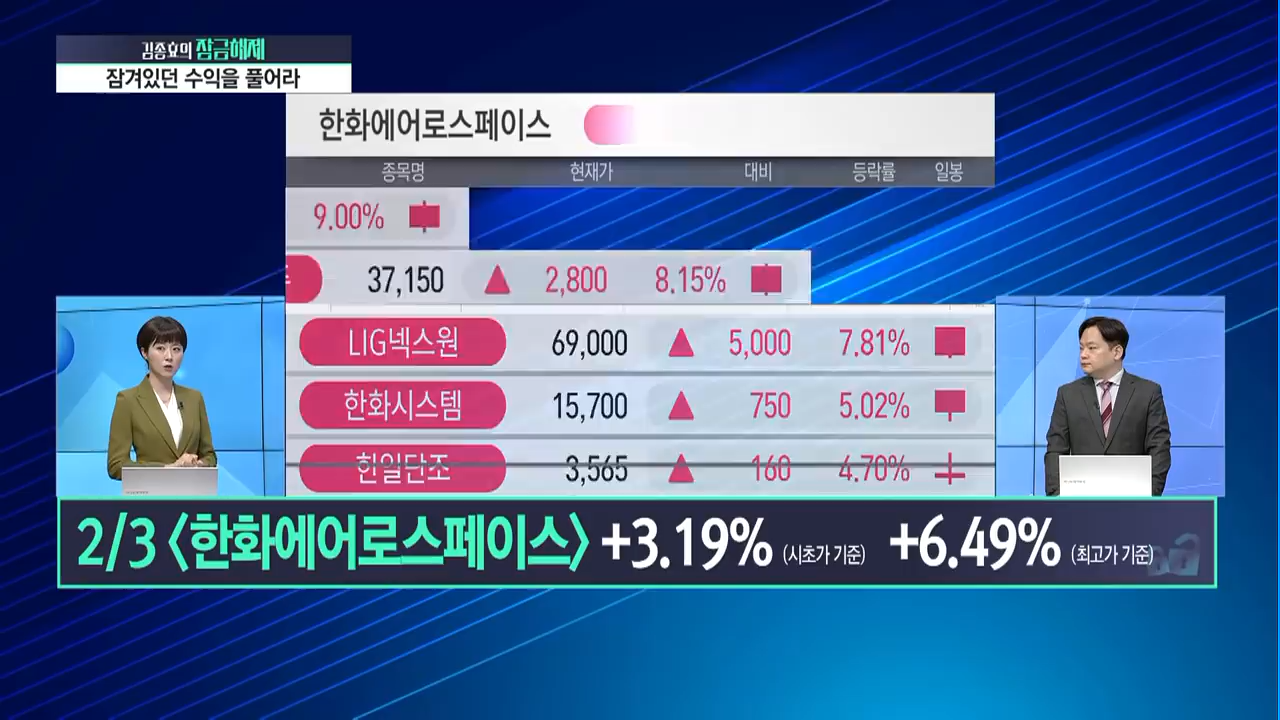 김종효의 잠금해제
잠겨있던 수익을 풀어라
한화에어로스페이스
종목명 현재가 대비 등락률 일봉
9.00%
37,150 ▲ 2,800 8.15%
LIG넥스원 69,000 ▲ 5,000 7.81%
한화시스템 15,700 ▲ 750 5.02%
한일단조 3,565 ▲ 160 4.70%
2/3 〈한화에어로스페이스〉 +3.19% (시초가 기준) +6.49% (최고가 기준)